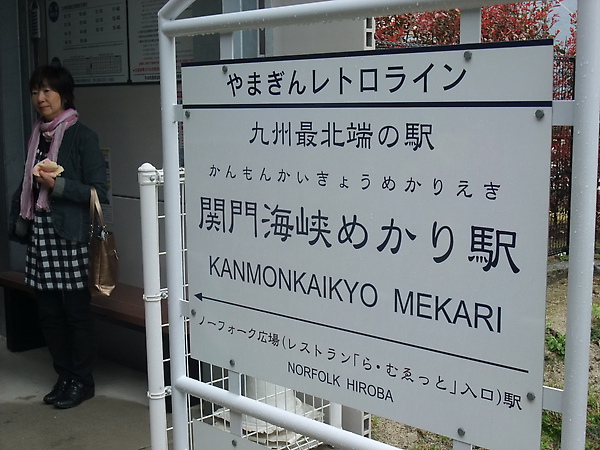 やまぎんレトロライン
九州最北端の駅
かんもんかいきょうめかりえき
関門海峡めかり駅
KANMONKAIKYO MEKARI
ノーフォーク広場(レストラン「ら・むゑっと」入口)駅
NORFOLK HIROBA